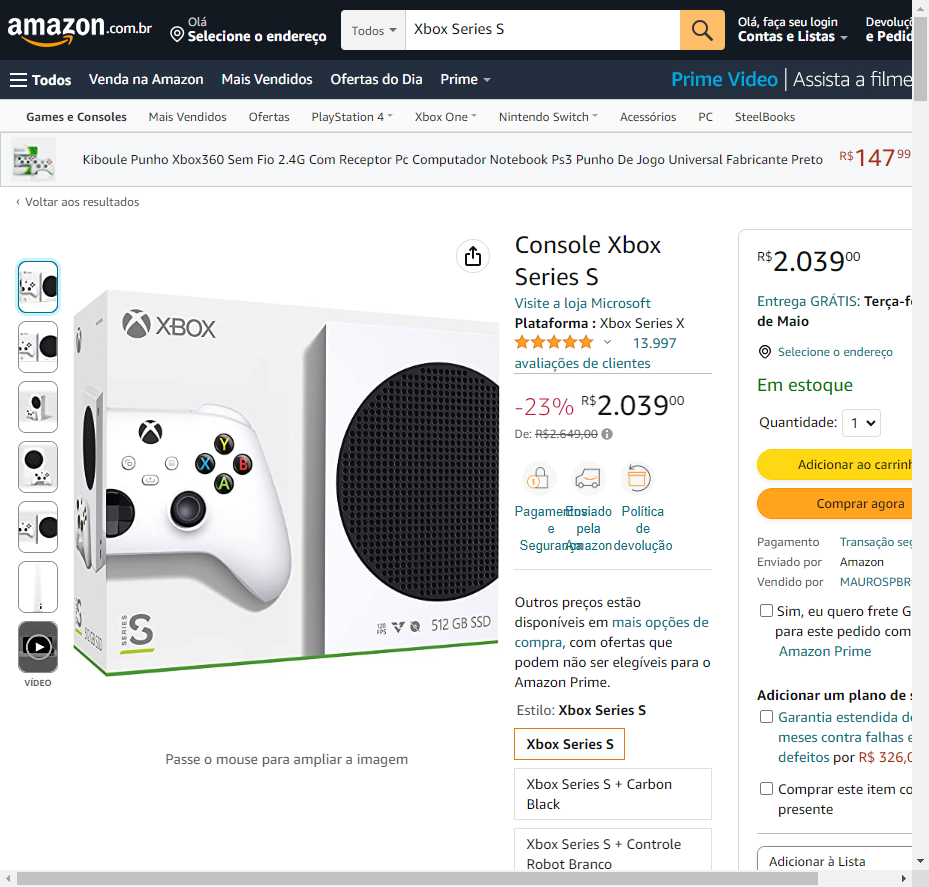 amazon.com.br
Olá
Selecione o endereço
Todos
Xbox Series S
Olá, faça seu login
Contas e Listas
Devoluç
e Pedid
Todos
Venda na Amazon
Mais Vendidos
Ofertas do Dia
Prime
Prime Video | Assista a filme
Games e Consoles
Mais Vendidos
Ofertas
PlayStation 4
Xbox One
Nintendo Switch
Acessórios
PC
SteelBooks
Kiboule Punho Xbox360 Sem Fio 2.4G Com Receptor Pc Computador Notebook Ps3 Punho De Jogo Universal Fabricante Preto
R$14799
‹ Voltar aos resultados
VÍDEO
XBOX
Y
X
B
A
SERIES
S
512 GB SSD
120
FPS
512 GB SSD
Passe o mouse para ampliar a imagem
Console Xbox
Series S
Visite a loja Microsoft
Plataforma : Xbox Series X
13.997
avaliações de clientes
-23% R$2.03900
De: R$2.649,00
Pagamentos
e
Segurança
Enviado
pela
Amazon
Política
de
devolução
Outros preços estão
disponíveis em mais opções de
compra, com ofertas que
podem não ser elegíveis para o
Amazon Prime.
Estilo: Xbox Series S
Xbox Series S
Xbox Series S + Carbon
Black
Xbox Series S + Controle
Robot Branco
R$2.03900
Entrega GRÁTIS: Terça-fe
de Maio
Selecione o endereço
Em estoque
Quantidade: 1
Adicionar ao carrinh
Comprar agora
Pagamento Transação seg
Enviado por Amazon
Vendido por MAUROSPBR
Sim, eu quero frete G
para este pedido com
Amazon Prime
Adicionar um plano de s
Garantia estendida de
meses contra falhas e
defeitos por R$ 326,0
Comprar este item co
presente
Adicionar à Lista